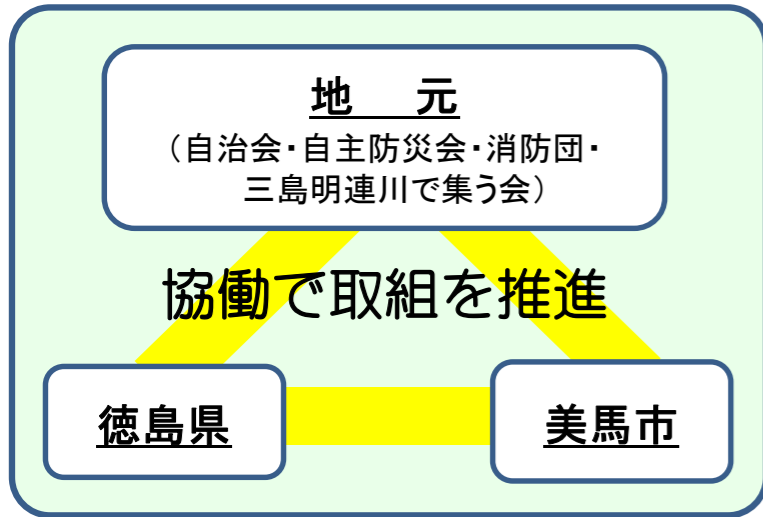 地　元
（自治会・自主防災会・消防団・
三島明連川で集う会）
協働で取組を推進
徳島県
美馬市